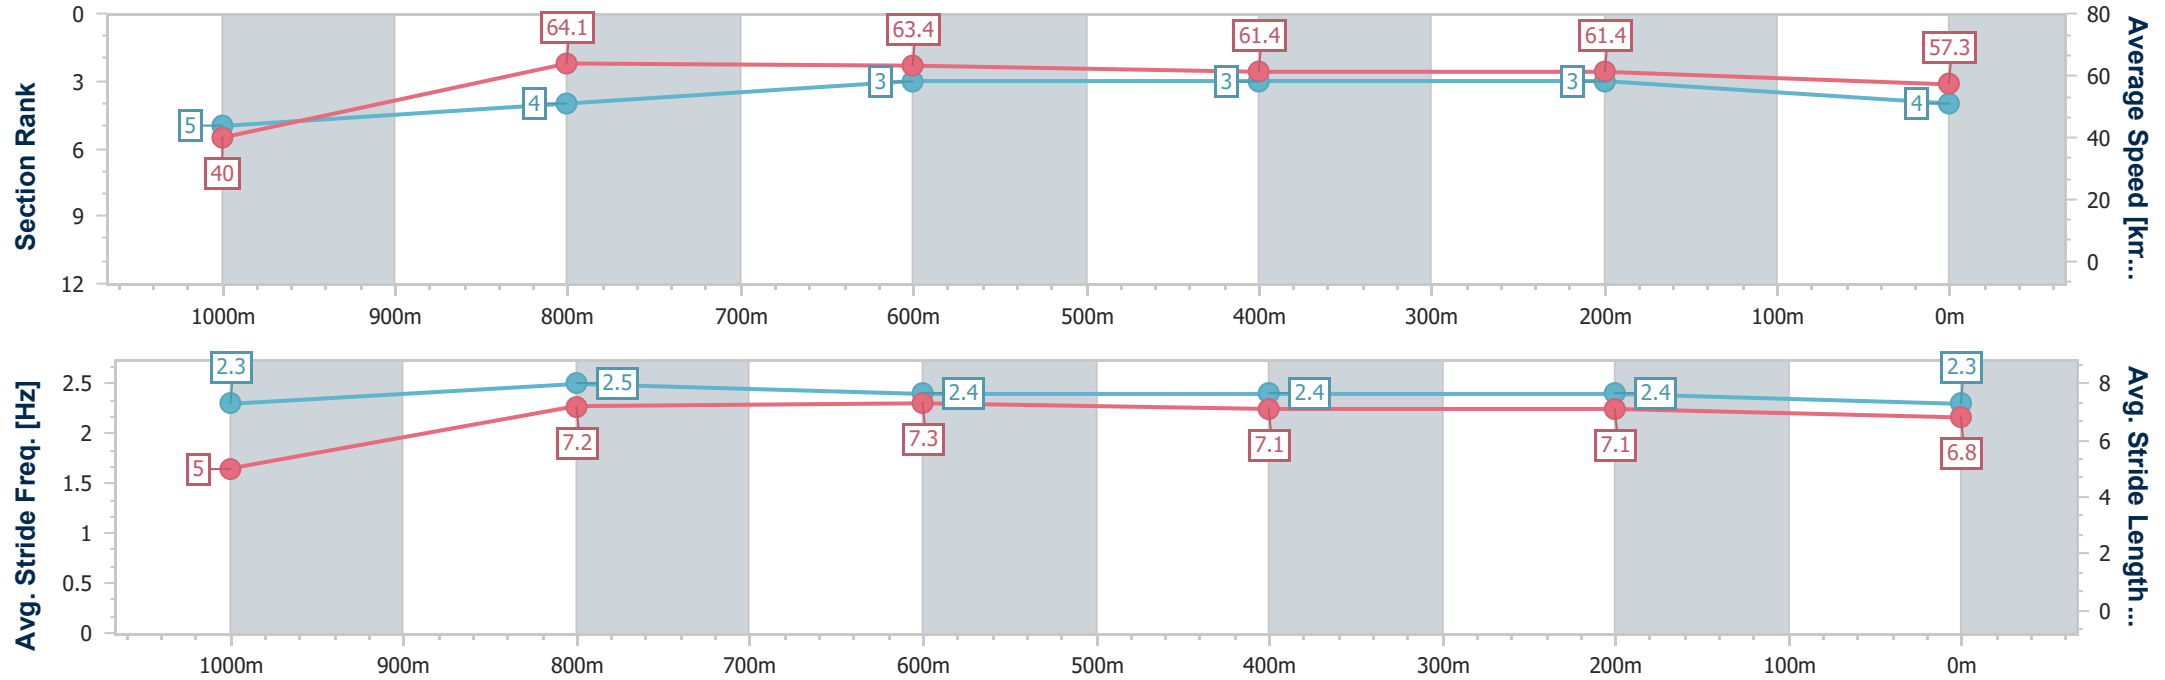 Section Rank
0
3
6
9
12
5
4
3
3
3
4
40
64.1
63.4
61.4
61.4
57.3
80
60
40
20
0
Average Speed [km...
1000m
900m
800m
700m
600m
500m
400m
300m
200m
100m
0m
Avg. Stride Freq. [Hz]
2.5
2
1.5
1
0.5
0
2.3
2.5
2.4
2.4
2.4
2.3
5
7.2
7.3
7.1
7.1
6.8
8
6
4
2
0
Avg. Stride Length...
1000m
900m
800m
700m
600m
500m
400m
300m
200m
100m
0m